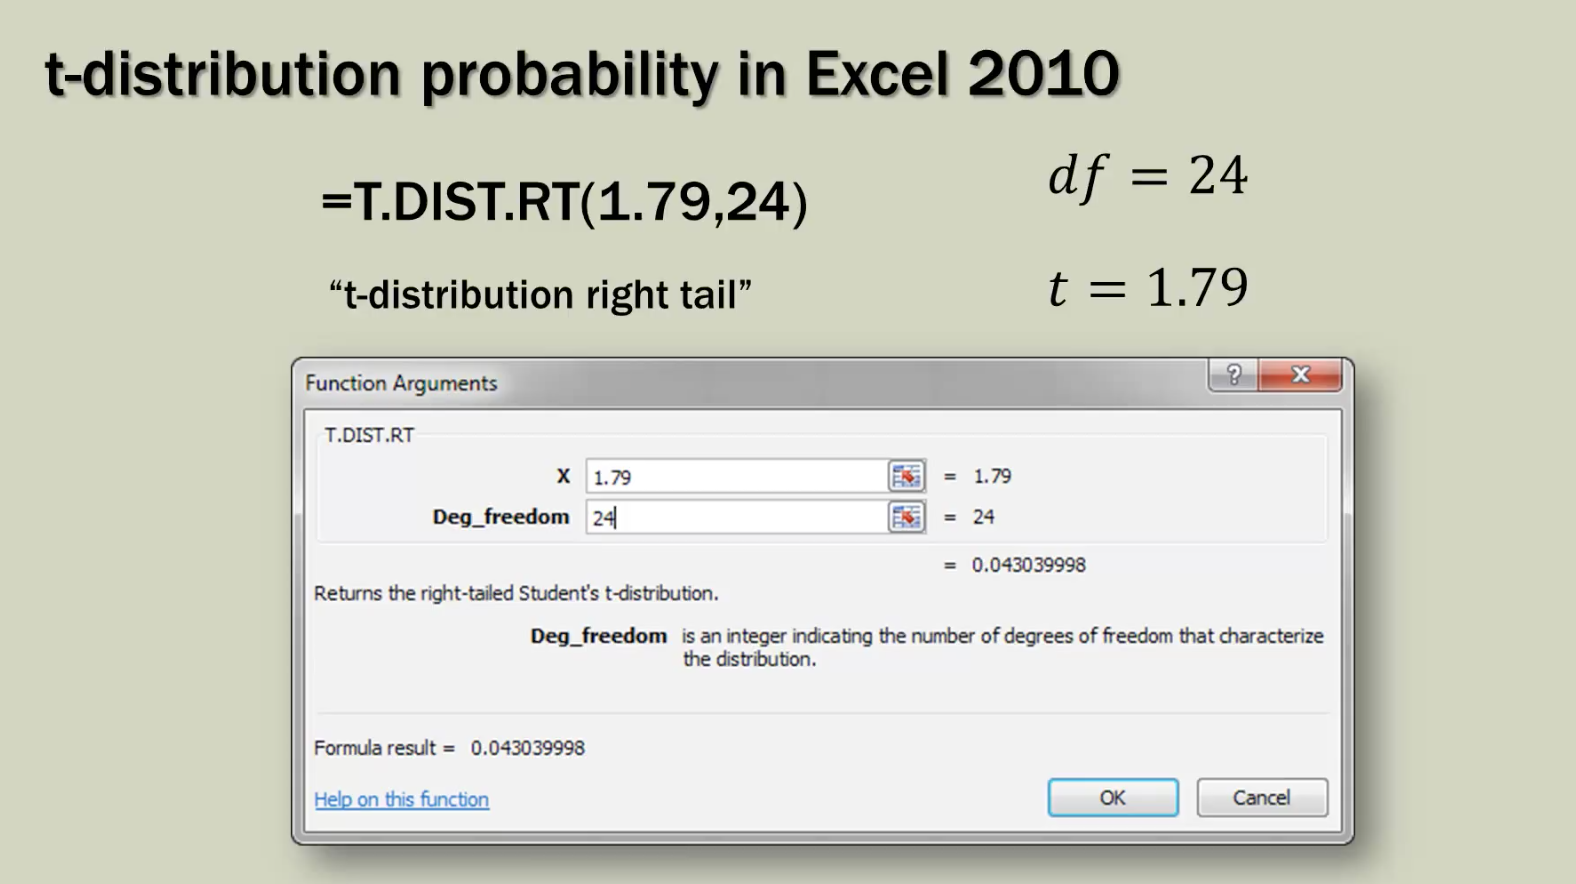 t-distribution probability in Excel 2010
=T.DIST.RT(1.79,24)
df = 24
“t-distribution right tail”
t = 1.79
Function Arguments
?
X
T.DIST.RT
X 1.79 = 1.79
Deg_freedom 24 = 24
= 0.043039998
Returns the right-tailed Student's t-distribution.
Deg_freedom is an integer indicating the number of degrees of freedom that characterize
the distribution.
Formula result = 0.043039998
Help on this function
OK
Cancel